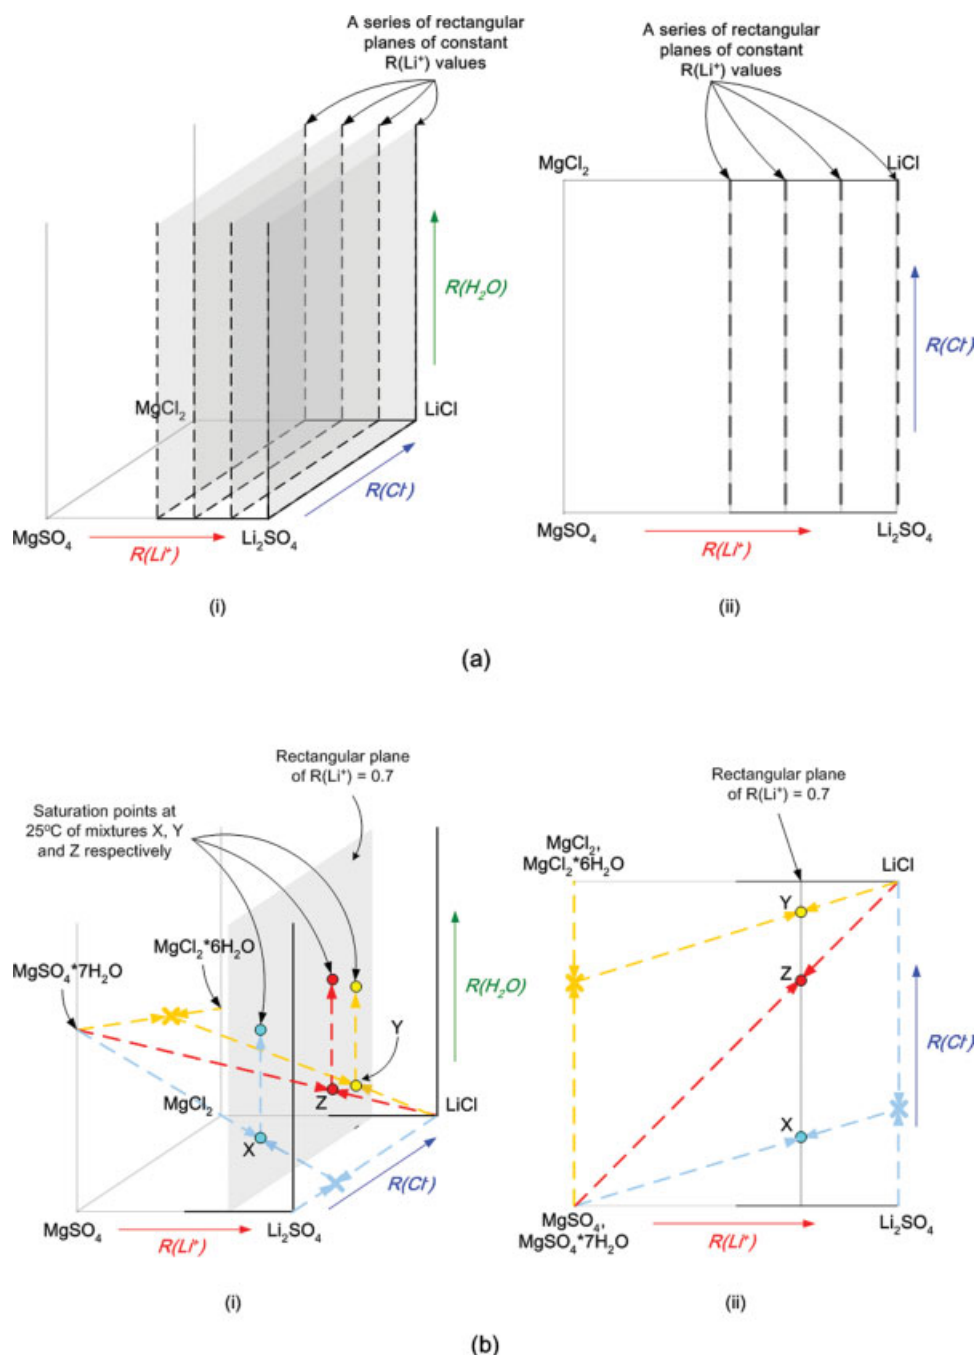 A series of rectangular
planes of constant
R(Li⁺) values
A series of rectangular
planes of constant
R(Li⁺) values
MgCl₂
LiCl
R(H₂O)
R(Cl⁻)
MgCl₂
LiCl
R(Cl⁻)
MgSO₄
R(Li⁺)
Li₂SO₄
MgSO₄
R(Li⁺)
Li₂SO₄
(i)
(ii)
(a)
Rectangular plane
of R(Li⁺) = 0.7
Saturation points at
25°C of mixtures X, Y
and Z respectively
Rectangular plane
of R(Li⁺) = 0.7
MgCl₂,
MgCl₂*6H₂O
LiCl
Y
MgCl₂*6H₂O
MgSO₄*7H₂O
R(H₂O)
Z
Y
R(Cl⁻)
MgCl₂
Z
LiCl
X
X
R(Cl⁻)
MgSO₄
R(Li⁺)
Li₂SO₄
MgSO₄,
MgSO₄*7H₂O
R(Li⁺)
Li₂SO₄
(i)
(ii)
(b)